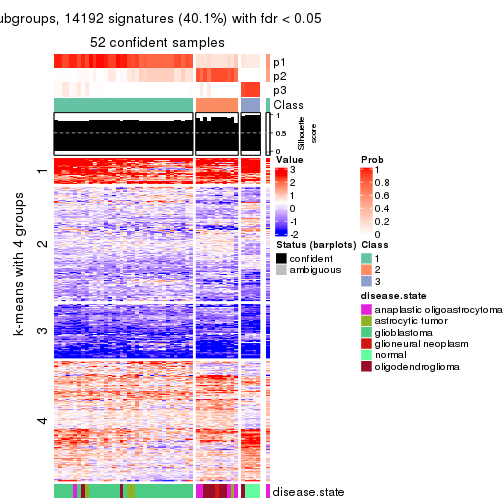 ubgroups, 14192 signatures (40.1%) with fdr < 0.05
52 confident samples
p1
p2
p3
Class
1
0.5
0
Silhouette
score
k-means with 4 groups
1
2
3
4
disease.state
Value
3
2
1
0
-1
-2
Prob
1
0.8
0.6
0.4
0.2
0
Status (barplots)
confident
ambiguous
Class
1
2
3
disease.state
anaplastic oligoastrocytoma
astrocytic tumor
glioblastoma
glioneural neoplasm
normal
oligodendroglioma